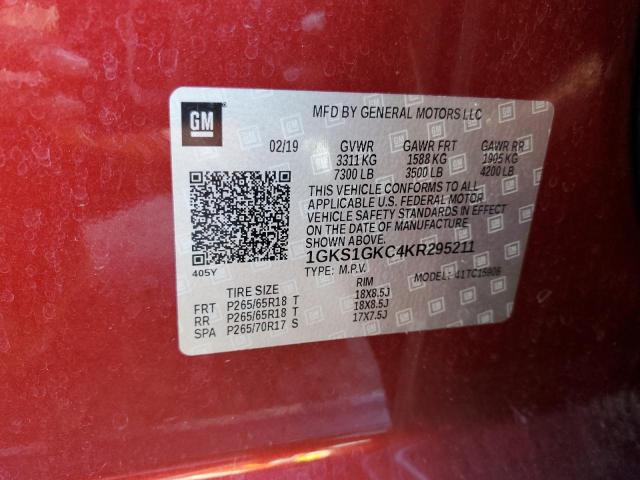 GM
MFD BY GENERAL MOTORS LLC
02/19 GVWR GAWR FRT GAWR RR
3311 KG 1588 KG 1905 KG
7300 LB 3500 LB 4200 LB
THIS VEHICLE CONFORMS TO ALL
APPLICABLE U.S. FEDERAL MOTOR
VEHICLE SAFETY STANDARDS IN EFFECT
ON THE DATE OF MANUFACTURE
SHOWN ABOVE.
1GKS1GKC4KR295211
TYPE: M.P.V. MODEL:
405Y
TIRE SIZE RIM
FRT P265/65R18 T 18X8.5J
RR P265/65R18 T 18X8.5J
SPA P265/70R17 S 17X7.5J